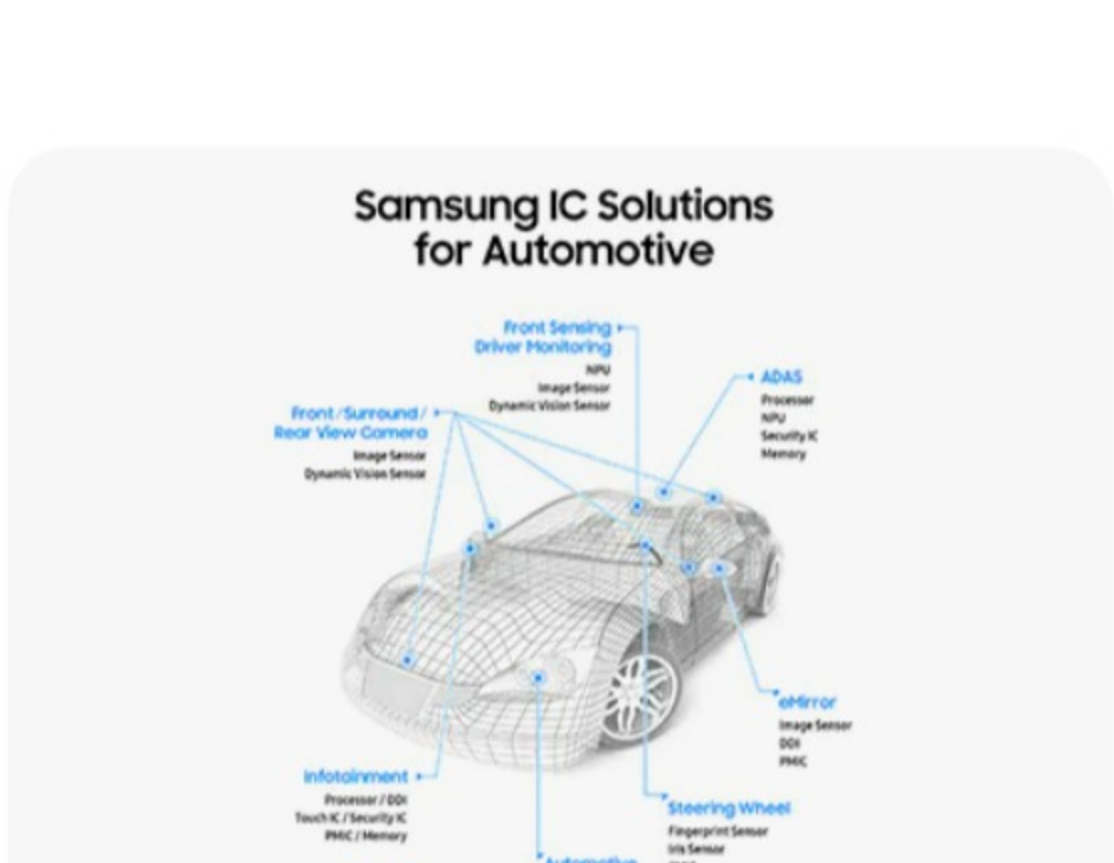 Samsung IC Solutions
for Automotive
Front Sensing
Driver Monitoring
NPU
Image Sensor
Dynamic Vision Sensor
ADAS
Processor
NPU
Security IC
Memory
Front/Surround/
Rear View Camera
Image Sensor
Dynamic Vision Sensor
eMirror
Image Sensor
DDI
PMIC
Infotainment
Processor / DDI
Touch IC / Security IC
PMIC / Memory
Steering Wheel
Fingerprint Sensor
Iris Sensor
Automotive